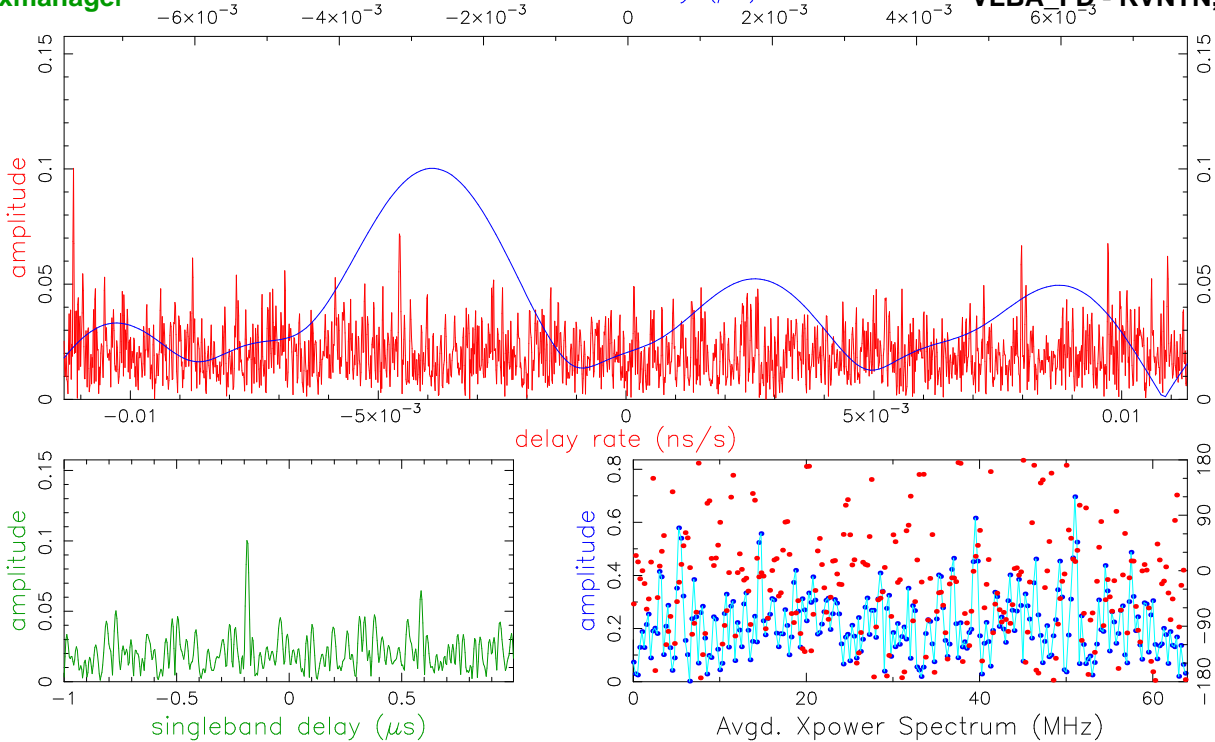 −6×10⁻³ −4×10⁻³ −2×10⁻³ 0 2×10⁻³ 4×10⁻³ 6×10⁻³
0.15 0.15
0.1 0.1
amplitude
0.05 0.05
0 0
−0.01 −5×10⁻³ 0 5×10⁻³ 0.01
delay rate (ns/s)
0.15 0.8 180
0.1 0.6 90
amplitude amplitude 0.4 0
0.05 0.2 −90
0 0 −180
−1 −0.5 0 0.5 0 20 40 60
singleband delay (μs) Avgd. Xpower Spectrum (MHz)